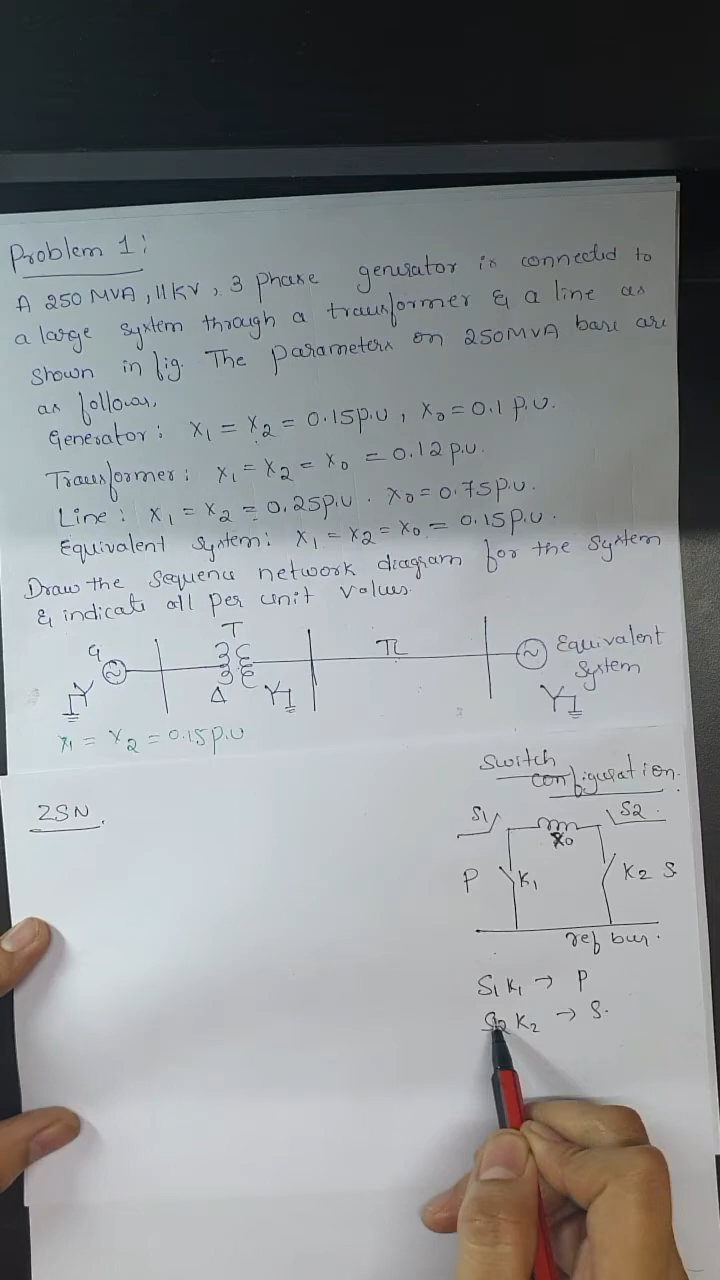 Problem 1:
A 250 MVA, 11KV, 3 phase generator is connected to
a large system through a transformer & a line as
shown in fig. The parameters on 250MVA base are
as follows,
Generator: X1 = X2 = 0.15p.u, X0 = 0.1 P.U.
Transformer: X1 = X2 = X0 = 0.12 p.u.
Line: X1 = X2 = 0.25p.u. X0 = 0.75p.u.
Equivalent System: X1 = X2 = X0 = 0.15p.u.
Draw the Sequence network diagram for the System
& indicate all per unit values.
G T TL Equivalent
System
Δ
X1 = X2 = 0.15p.u
ZSN.
Switch
configuration.
S1 S2
X0
P K1 K2 S
ref bus.
S1 K1 → P
S2 K2 → S.